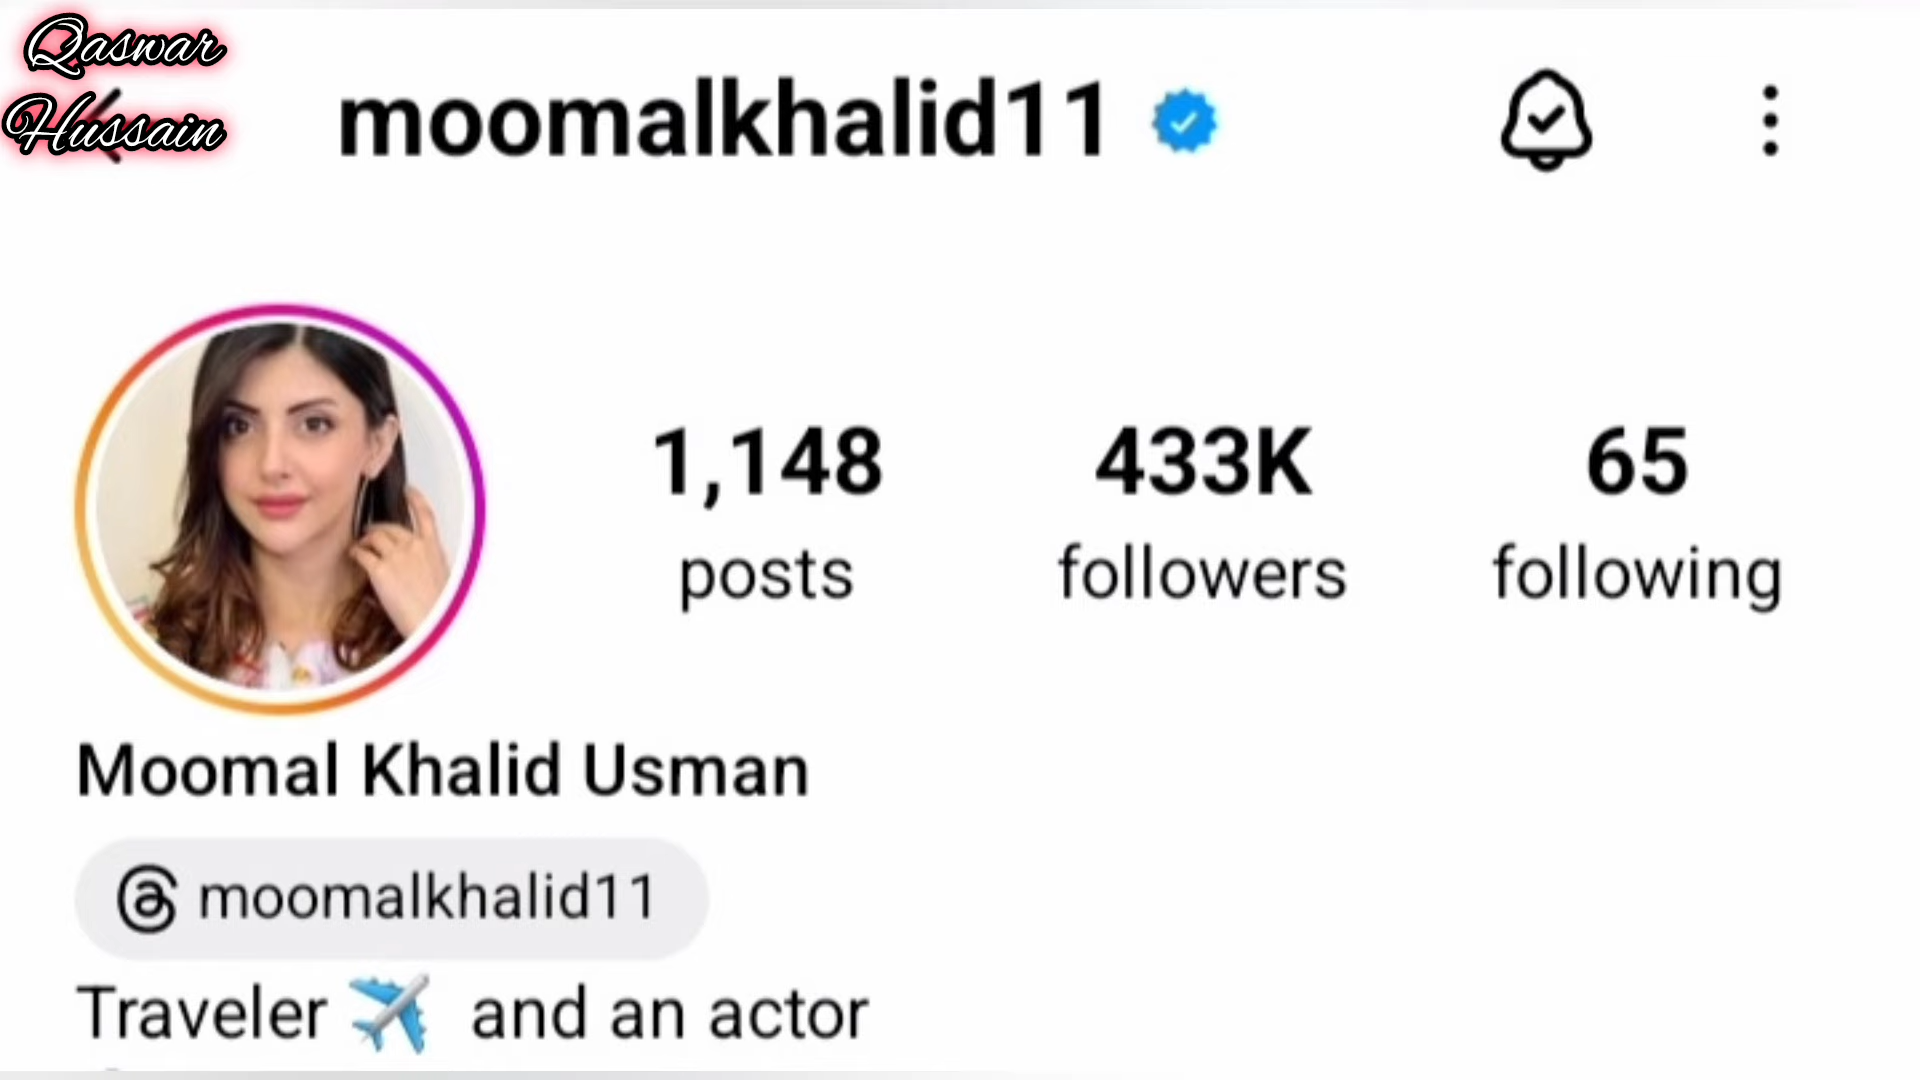 Qaswar
Hussain
moomalkhalid11
1,148
posts
433K
followers
65
following
Moomal Khalid Usman
moomalkhalid11
Traveler ✈️ and an actor